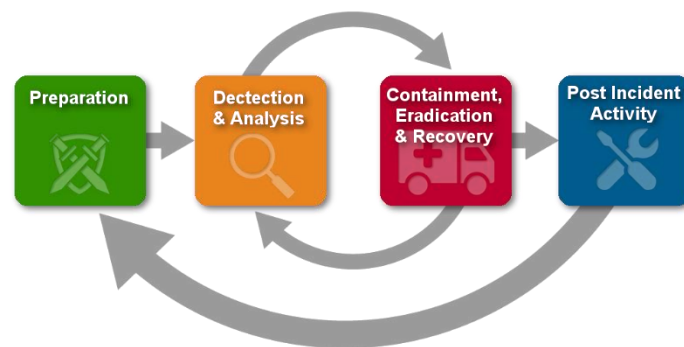 Preparation
Dectection
& Analysis
Containment,
Eradication
& Recovery
Post Incident
Activity